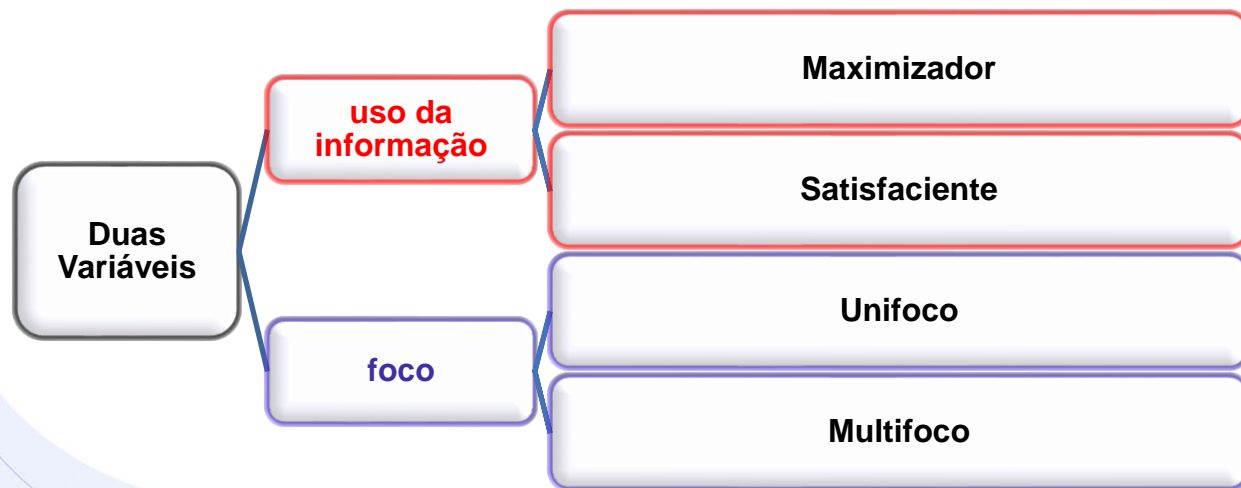 Duas
Variáveis
uso da
informação
Maximizador
Satisfaciente
foco
Unifoco
Multifoco